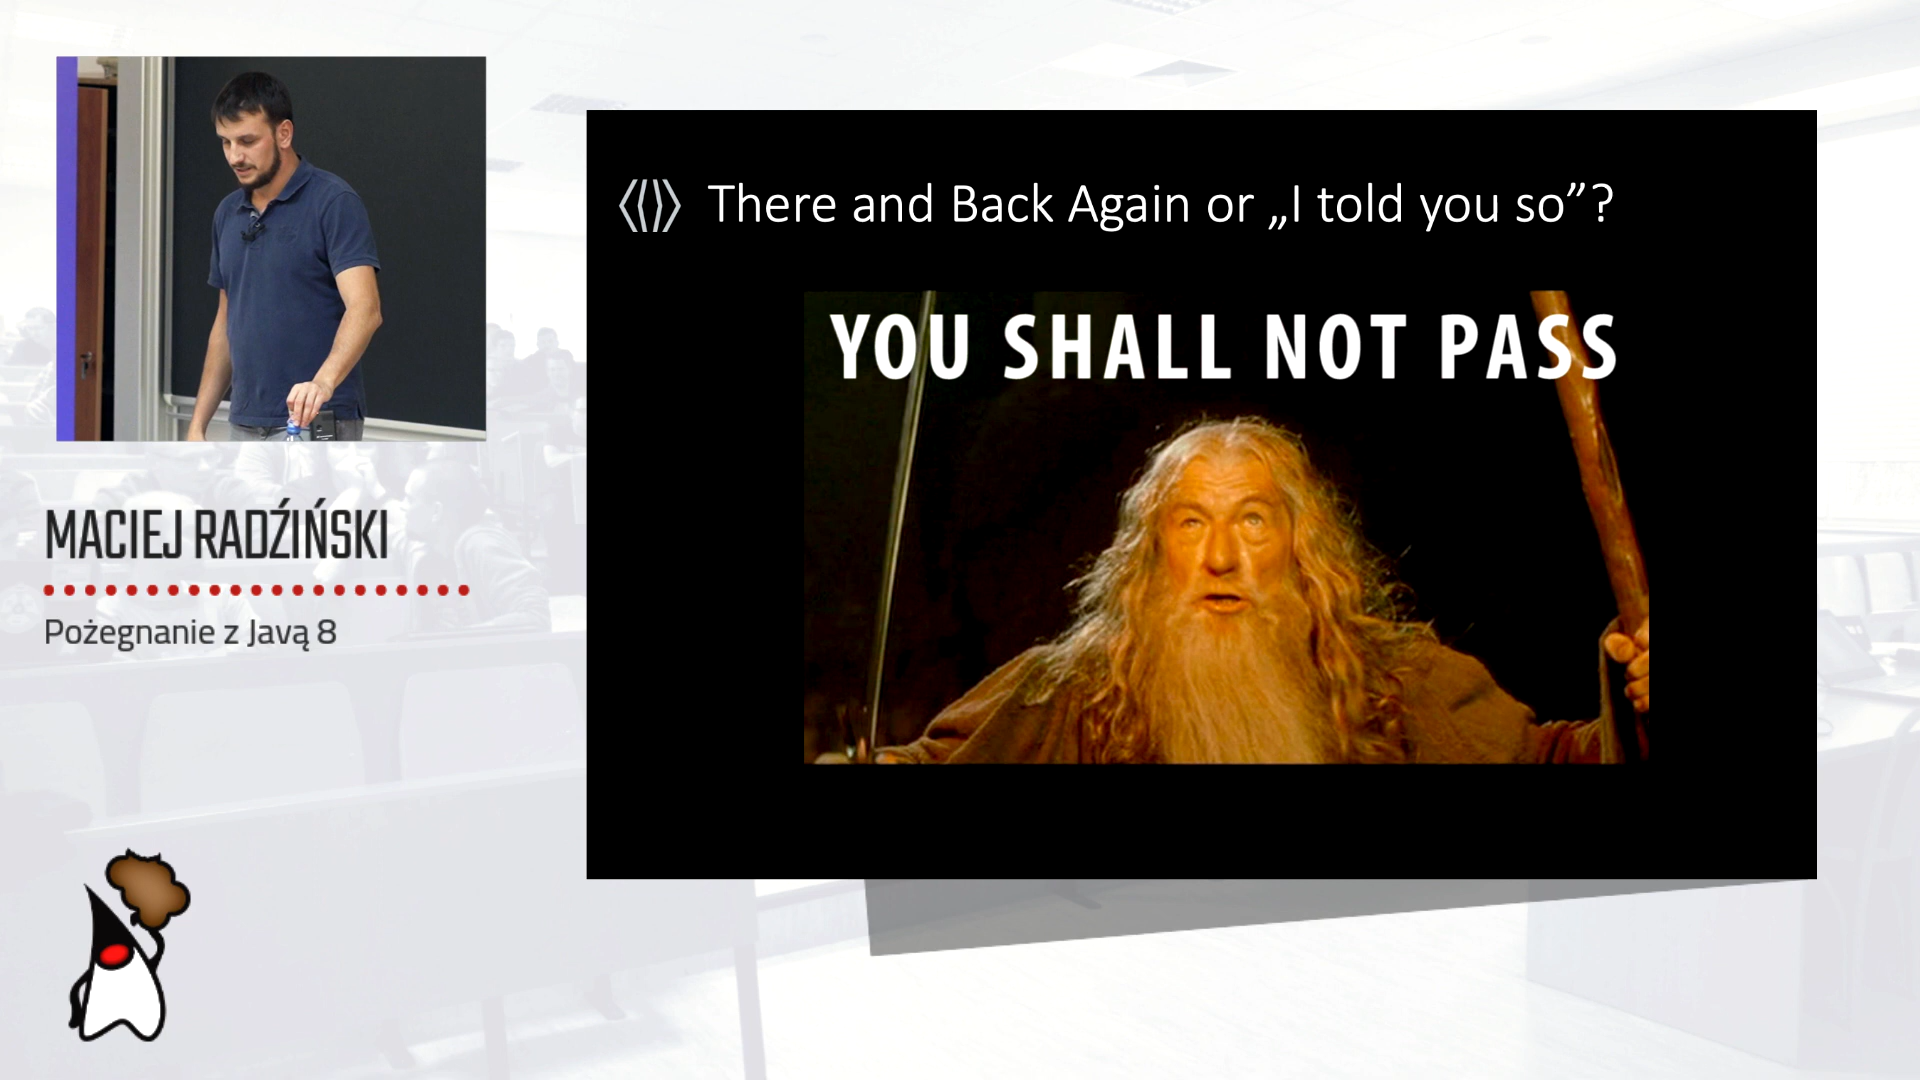 MACIEJ RADŹIŃSKI
Pożegnanie z Javą 8
There and Back Again or „I told you so”?
YOU SHALL NOT PASS